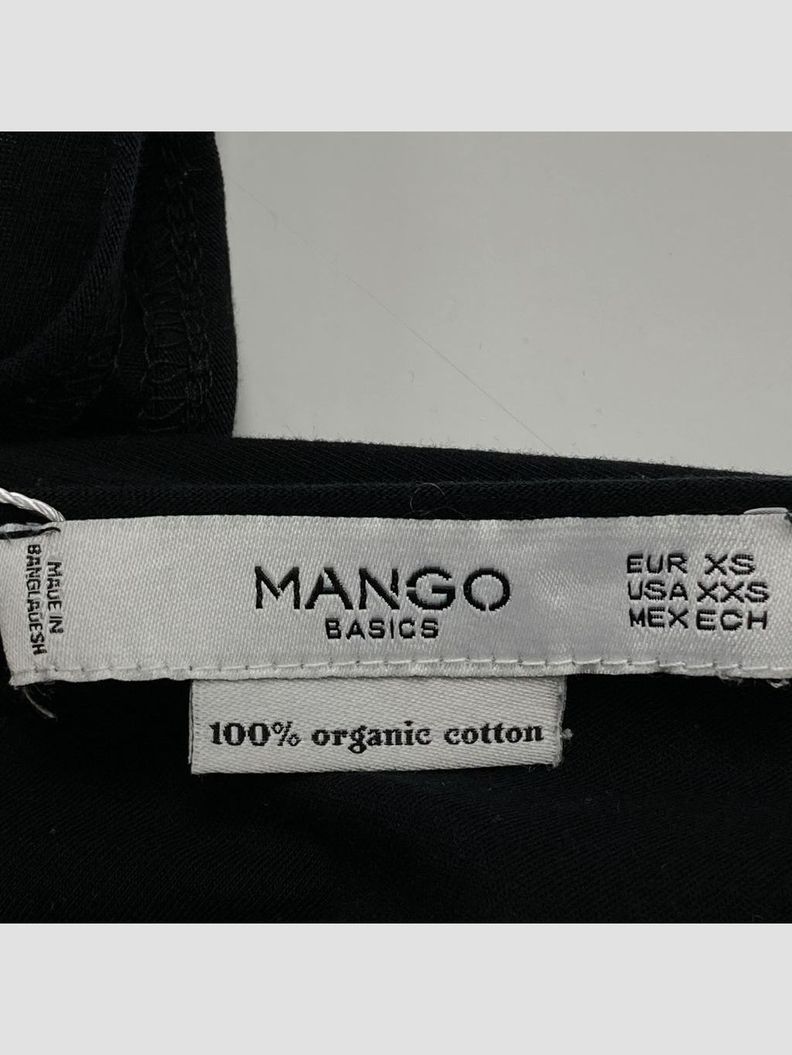 MADE IN
BANGLADESH
MANGO
BASICS
EUR XS
USA XXS
MEX ECH
100% organic cotton